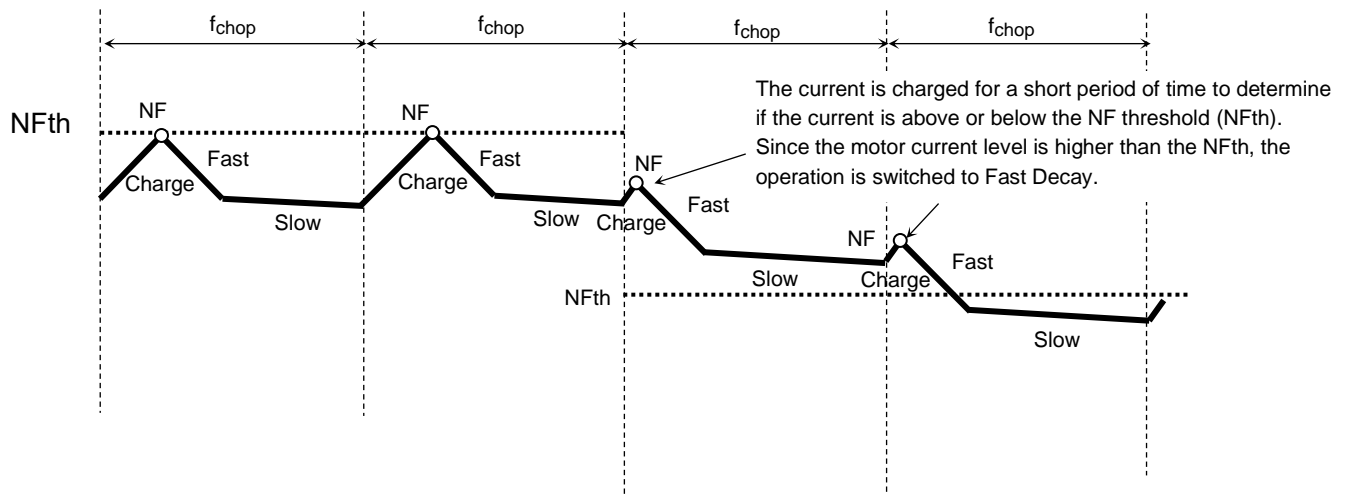 fchop
fchop
fchop
fchop
The current is charged for a short period of time to determine
if the current is above or below the NF threshold (NFth).
Since the motor current level is higher than the NFth, the
operation is switched to Fast Decay.
NFth
NF
Fast
Charge
Slow
NF
Fast
Charge
Slow
NF
Charge
Fast
Slow
NF
Charge
Fast
Slow
NFth